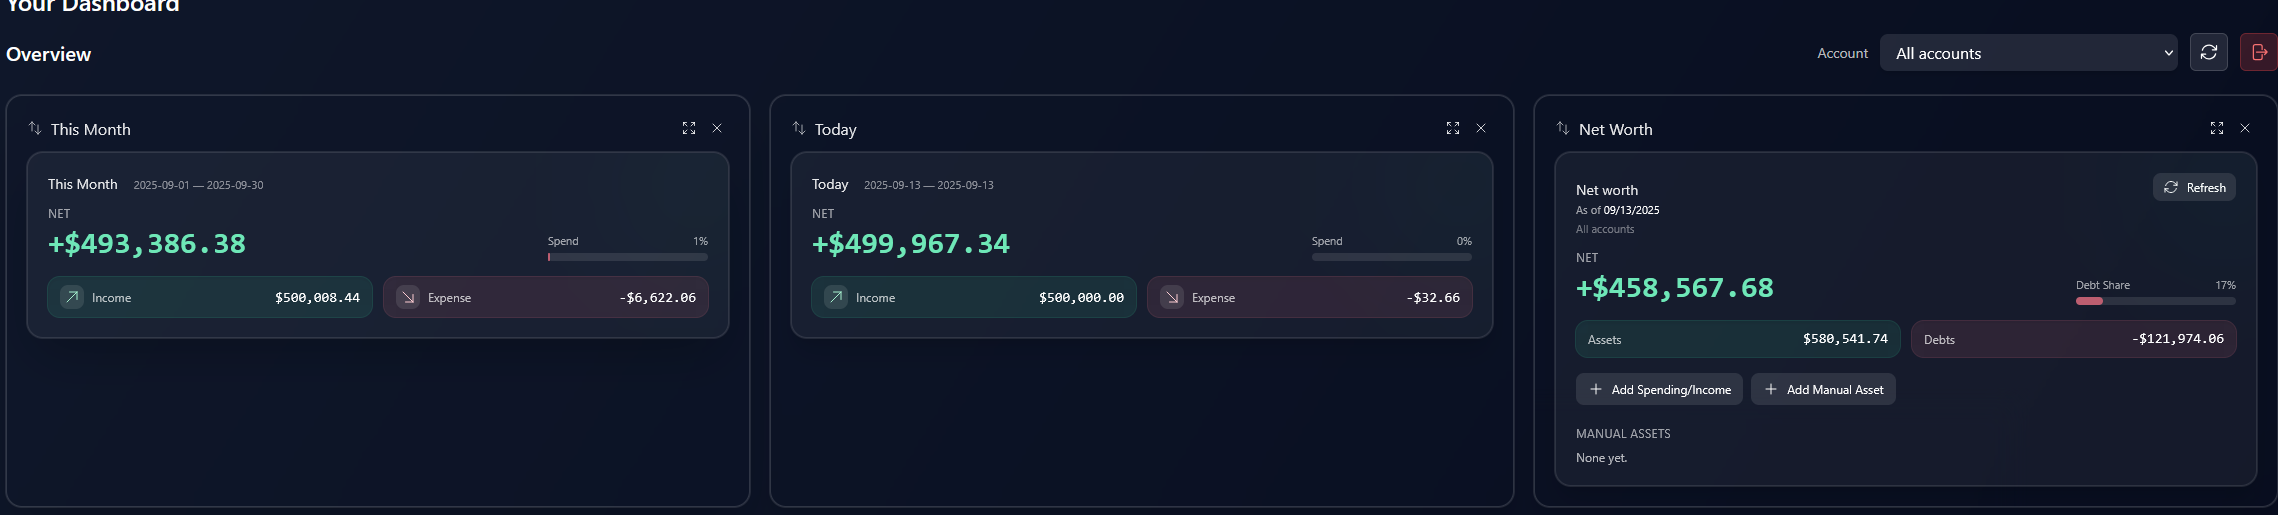 Your Dashboard
Overview
Account
All accounts
This Month
This Month 2025-09-01 — 2025-09-30
NET
+$493,386.38
Spend 1%
Income $500,008.44
Expense -$6,622.06
Today
Today 2025-09-13 — 2025-09-13
NET
+$499,967.34
Spend 0%
Income $500,000.00
Expense -$32.66
Net Worth
Net worth
Refresh
As of 09/13/2025
All accounts
NET
+$458,567.68
Debt Share 17%
Assets $580,541.74
Debts -$121,974.06
Add Spending/Income
Add Manual Asset
MANUAL ASSETS
None yet.